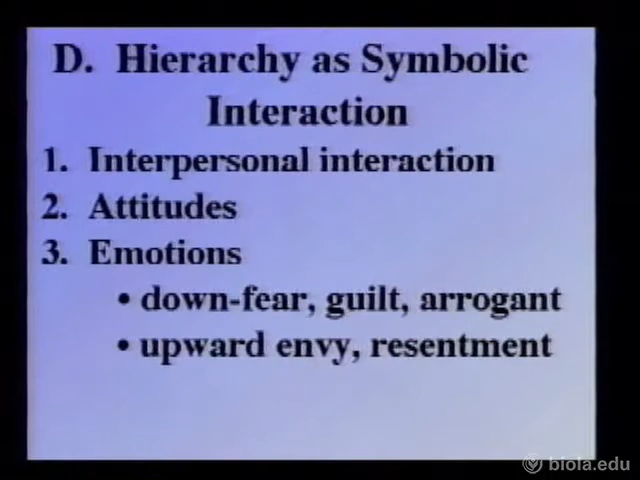 D. Hierarchy as Symbolic
Interaction
1. Interpersonal interaction
2. Attitudes
3. Emotions
• down-fear, guilt, arrogant
• upward envy, resentment
biola.edu